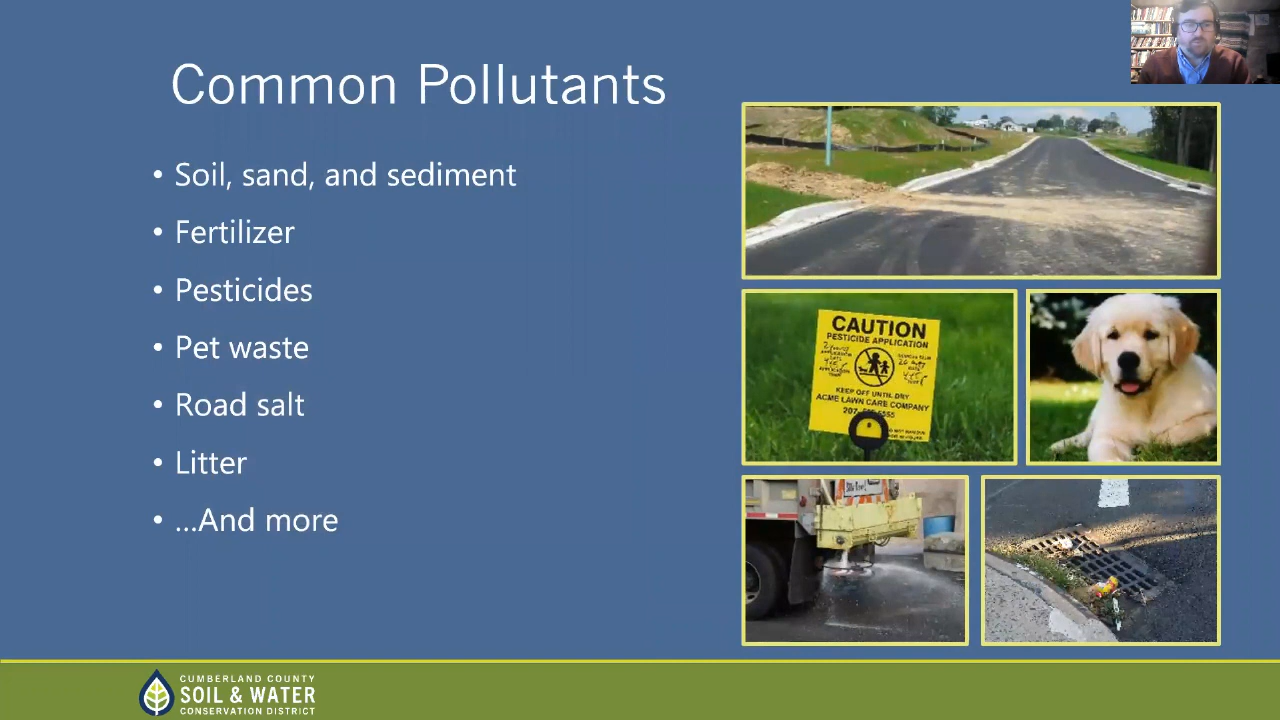 Common Pollutants
• Soil, sand, and sediment
• Fertilizer
• Pesticides
• Pet waste
• Road salt
• Litter
• ...And more
CAUTION
PESTICIDE APPLICATION
KEEP OFF UNTIL DRY
ACME LAWN CARE COMPANY
CUMBERLAND COUNTY
SOIL & WATER
CONSERVATION DISTRICT